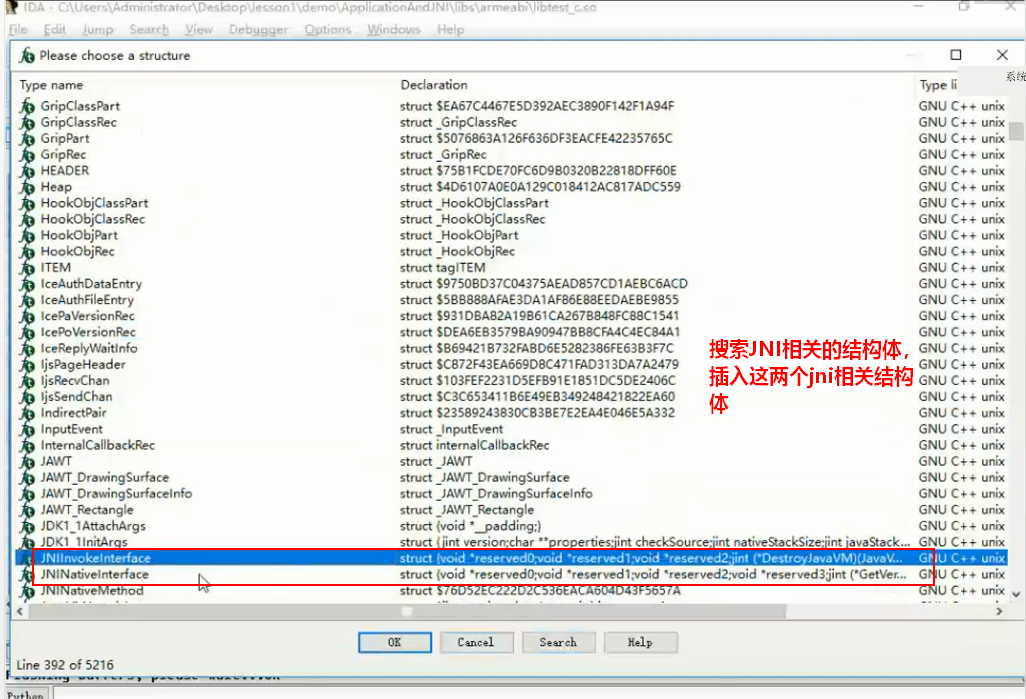 IDA - C:\Users\Administrator\Desktop\lesson1\demo\ApplicationAndJNI\libs\armeabi\libtest_c.so
File Edit Jump Search View Debugger Options Windows Help
Please choose a structure
系统
Type name Declaration Type li
GripClassPart struct $EA67C4467E5D392AEC3890F142F1A94F GNU C++ unix
GripClassRec struct _GripClassRec GNU C++ unix
GripPart struct $5076863A126F636DF3EACFE42235765C GNU C++ unix
GripRec struct _GripRec GNU C++ unix
HEADER struct $75B1FCDE70FC6D9B0320B22818DFF60E GNU C++ unix
Heap struct $4D6107A0E0A129C018412AC817ADC559 GNU C++ unix
HookObjClassPart struct _HookObjClassPart GNU C++ unix
HookObjClassRec struct _HookObjClassRec GNU C++ unix
HookObjPart struct _HookObjPart GNU C++ unix
HookObjRec struct _HookObjRec GNU C++ unix
ITEM struct tagITEM GNU C++ unix
IceAuthDataEntry struct $9750BD37C04375AEAD857CD1AEBC6ACD GNU C++ unix
IceAuthFileEntry struct $5BB888AFAE3DA1AF86E88EEDAEBE9855 GNU C++ unix
IcePaVersionRec struct $931DBA82A19B61CA267B848FC88C1541 GNU C++ unix
IcePoVersionRec struct $DEA6EB3579BA90947BB8CFA4C4EC84A1 GNU C++ unix
IceReplyWaitInfo struct $B69421B732FABD6E5282386FE63B3F7C GNU C++ unix
IjsPageHeader struct $C872F43EA669D8C471FAD313DA7A2479 GNU C++ unix
IjsRecvChan struct $103FEF2231D5EFB91E1851DC5DE2406C GNU C++ unix
IjsSendChan struct $C3C653411B6E49EB349248421822EA60 GNU C++ unix
IndirectPair struct $23589243830CB3BE7E2EA4E046E5A332 GNU C++ unix
InputEvent struct _InputEvent GNU C++ unix
InternalCallbackRec struct internalCallbackRec GNU C++ unix
JAWT struct _JAWT GNU C++ unix
JAWT_DrawingSurface struct _JAWT_DrawingSurface GNU C++ unix
JAWT_DrawingSurfaceInfo struct _JAWT_DrawingSurfaceInfo GNU C++ unix
JAWT_Rectangle struct _JAWT_Rectangle GNU C++ unix
JDK1_1AttachArgs struct {void *__padding;} GNU C++ unix
JDK1_1InitArgs struct {jint version;char **properties;jint checkSource;jint nativeStackSize;jint javaStack... GNU C++ unix
JNIInvokeInterface struct {void *reserved0;void *reserved1;void *reserved2;jint (*DestroyJavaVM)(JavaV... GNU C++ unix
JNINativeInterface struct {void *reserved0;void *reserved1;void *reserved2;void *reserved3;jint (*GetVer... GNU C++ unix
JNINativeMethod struct $76D52EC222D2C536EACA604D43F5657A GNU C++ unix
搜索JNI相关的结构体，
插入这两个jni相关结构
体
OK Cancel Search Help
Line 392 of 5216
Python